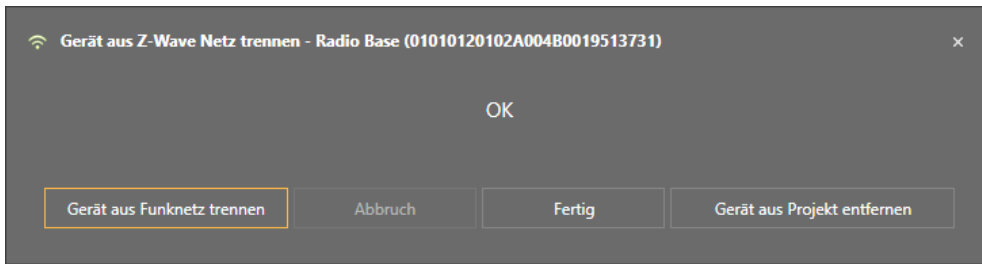 Gerät aus Z-Wave Netz trennen - Radio Base (01010120102A004B0019513731)
OK
Gerät aus Funknetz trennen
Abbruch
Fertig
Gerät aus Projekt entfernen